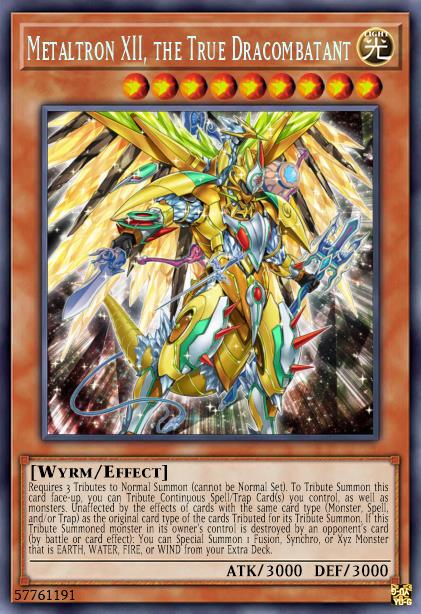 METALTRON XII, THE TRUE DRACOMBATANT
LIGHT
光
[WYRM/EFFECT]
Requires 3 Tributes to Normal Summon (cannot be Normal Set). To Tribute Summon this
card face-up, you can Tribute Continuous Spell/Trap Card(s) you control, as well as
monsters. Unaffected by the effects of cards with the same card type (Monster, Spell,
and/or Trap) as the original type of the cards Tributed for its Tribute Summon. If this
Tribute Summoned monster in its owner's control is destroyed by an opponent's card
(by battle or card effect): You can Special Summon 1 Fusion, Synchro, or Xyz Monster
that is EARTH, WATER, FIRE, or WIND from your Extra Deck.
ATK/3000 DEF/3000
57761191